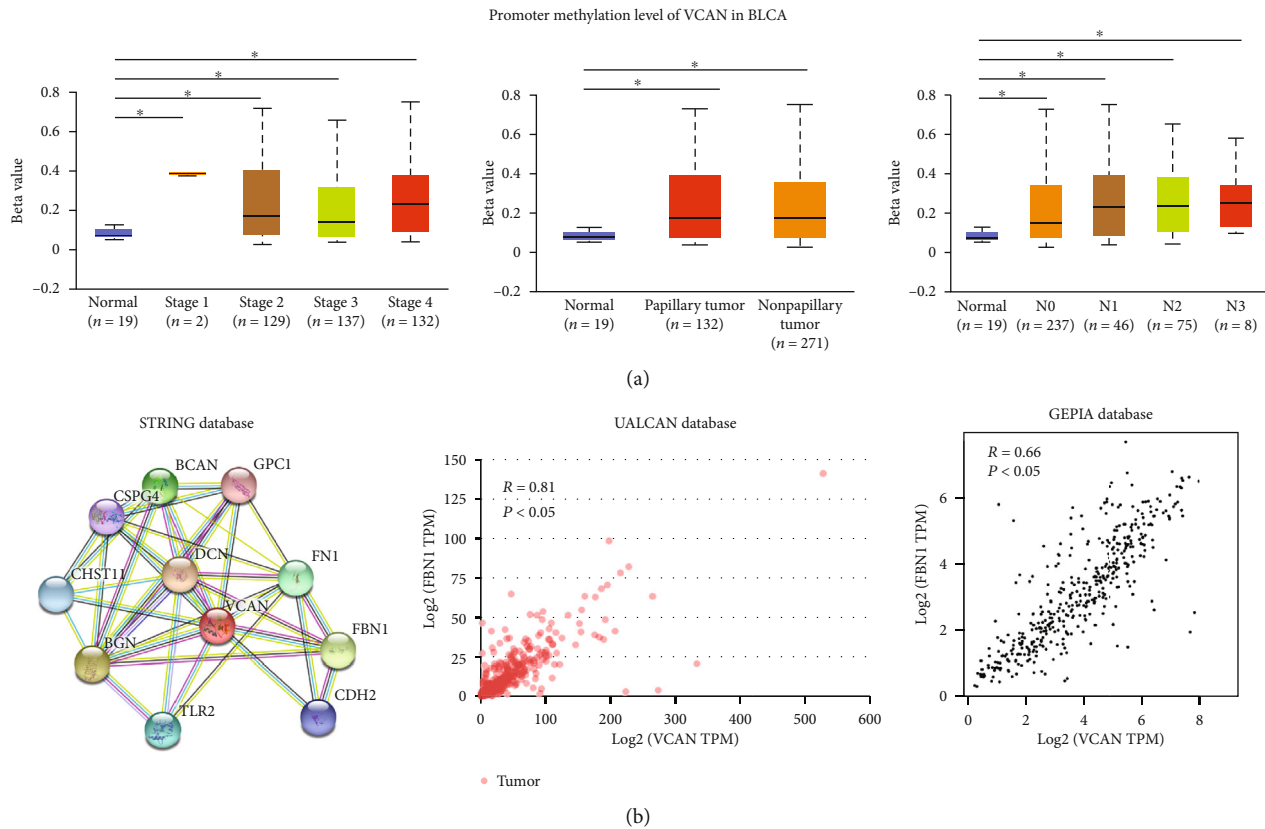 Promoter methylation level of VCAN in BLCA
Beta value
0.8
0.6
0.4
0.2
0
–0.2
*
*
*
*
Normal
(n = 19)
Stage 1
(n = 2)
Stage 2
(n = 129)
Stage 3
(n = 137)
Stage 4
(n = 132)
Beta value
0.8
0.6
0.4
0.2
0
–0.2
*
*
Normal
(n = 19)
Papillary tumor
(n = 132)
Nonpapillary
tumor
(n = 271)
Beta value
0.8
0.6
0.4
0.2
0
–0.2
*
*
*
*
Normal
(n = 19)
N0
(n = 237)
N1
(n = 46)
N2
(n = 75)
N3
(n = 8)
(a)
STRING database
BCAN
GPC1
CSPG4
DCN
FN1
CHST11
VCAN
BGN
FBN1
CDH2
TLR2
UALCAN database
R = 0.81
P < 0.05
Log2 (FBN1 TPM)
150
125
100
75
50
25
0
0 100 200 300 400 500 600
Log2 (VCAN TPM)
Tumor
GEPIA database
R = 0.66
P < 0.05
Log2 (FBN1 TPM)
6
4
2
0
0 2 4 6 8
Log2 (VCAN TPM)
(b)